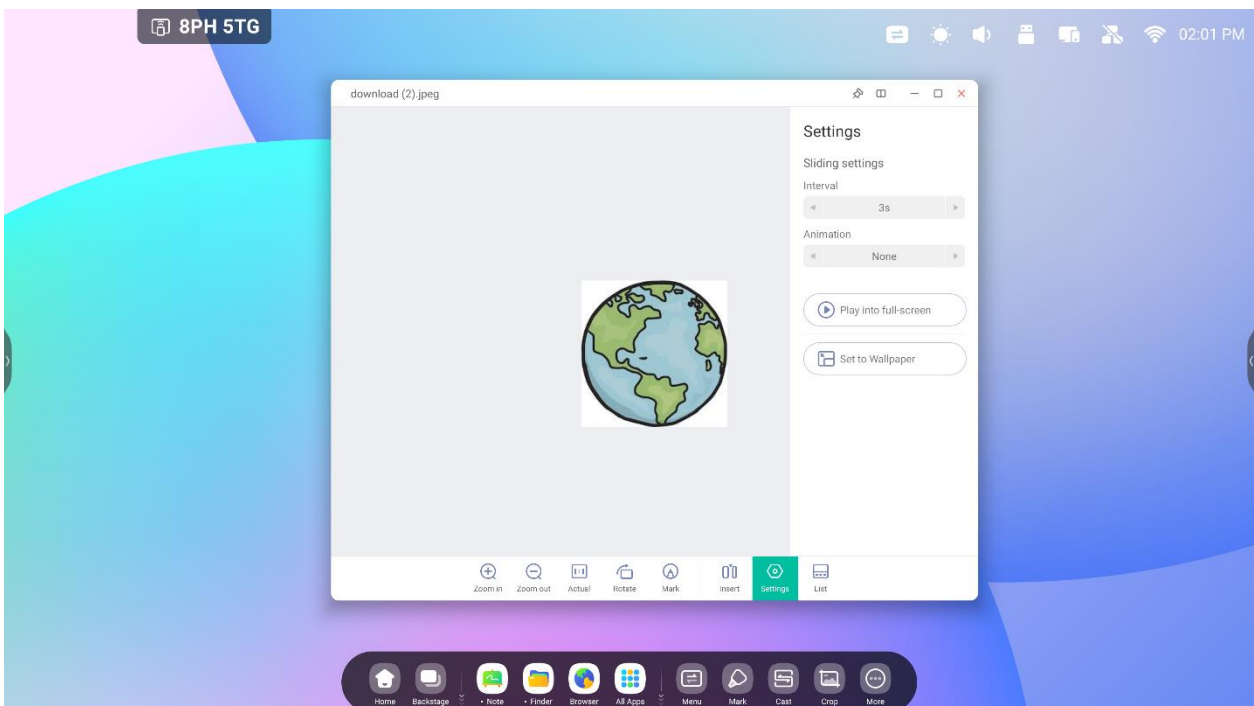 8PH 5TG
02:01 PM
download (2).jpeg
Settings
Sliding settings
Interval
3s
Animation
None
Play into full-screen
Set to Wallpaper
Zoom in Zoom out Actual Rotate Mark Insert Settings List
Home Backstage • Note • Finder Browser All Apps Menu Mark Cast Crop More